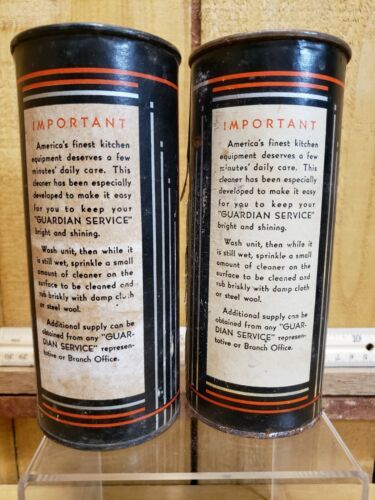 IMPORTANT
America's finest kitchen
equipment deserves a few
minutes' daily care. This
cleaner has been especially
developed to make it easy
for you to keep your
"GUARDIAN SERVICE"
bright and shining.
Wash unit, then while it
is still wet, sprinkle a small
amount of cleaner on the
surface to be cleaned and
rub briskly with damp cloth
or steel wool.
Additional supply can be
obtained from any "GUAR-
DIAN SERVICE" represen-
tative or Branch Office.
IMPORTANT
America's finest kitchen
equipment deserves a few
minutes' daily care. This
cleaner has been especially
developed to make it easy
for you to keep your
"GUARDIAN SERVICE"
bright and shining.
Wash unit, then while it
is still wet, sprinkle a small
amount of cleaner on the
surface to be cleaned and
rub briskly with damp cloth
or steel wool.
Additional supply can be
obtained from any "GUAR-
DIAN SERVICE" represen-
tative or Branch Office.
10